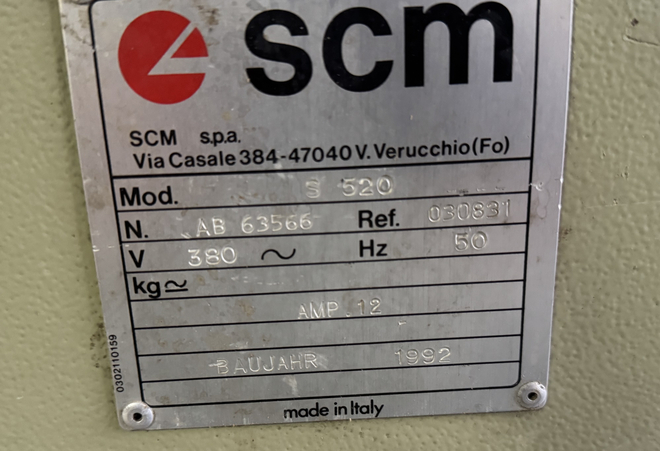 scm
SCM s.p.a.
Via Casale 384-47040 V. Verucchio (Fo)
Mod. S 520
N. AB 63566 Ref. 030831
V 380 ~ Hz 50
kg≃
AMP.12
BAUJAHR 1992
made in Italy
0302110159